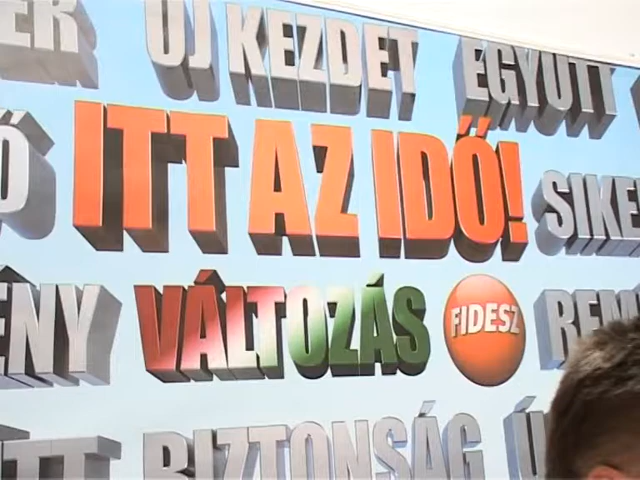 ER ÚJ KEZDET EGYÜTT
Ő ITT AZ IDŐ! SIKE
ÉNY VÁLTOZÁS FIDESZ REM
TT BIZTONSÁG Ú